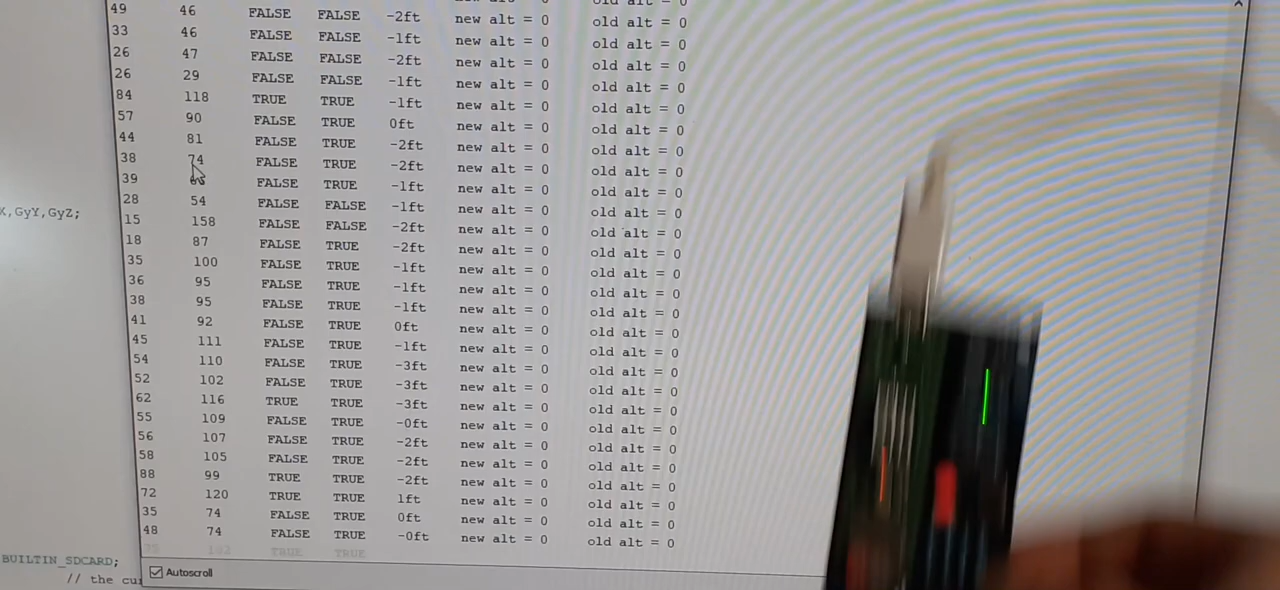 49 46 FALSE FALSE -2ft new alt = 0 old alt = 0
33 46 FALSE FALSE -1ft new alt = 0 old alt = 0
26 47 FALSE FALSE -2ft new alt = 0 old alt = 0
26 29 FALSE FALSE -1ft new alt = 0 old alt = 0
84 118 TRUE TRUE -1ft new alt = 0 old alt = 0
57 90 FALSE TRUE 0ft new alt = 0 old alt = 0
44 81 FALSE TRUE -2ft new alt = 0 old alt = 0
38 74 FALSE TRUE -2ft new alt = 0 old alt = 0
39 FALSE TRUE -1ft new alt = 0 old alt = 0
28 54 FALSE FALSE -1ft new alt = 0 old alt = 0
15 158 FALSE FALSE -2ft new alt = 0 old alt = 0
18 87 FALSE TRUE -2ft new alt = 0 old alt = 0
35 100 FALSE TRUE -1ft new alt = 0 old alt = 0
36 95 FALSE TRUE -1ft new alt = 0 old alt = 0
38 95 FALSE TRUE -1ft new alt = 0 old alt = 0
41 92 FALSE TRUE 0ft new alt = 0 old alt = 0
45 111 FALSE TRUE -1ft new alt = 0 old alt = 0
54 110 FALSE TRUE -3ft new alt = 0 old alt = 0
52 102 FALSE TRUE -3ft new alt = 0 old alt = 0
62 116 TRUE TRUE -3ft new alt = 0 old alt = 0
55 109 FALSE TRUE -0ft new alt = 0 old alt = 0
56 107 FALSE TRUE -2ft new alt = 0 old alt = 0
58 105 FALSE TRUE -2ft new alt = 0 old alt = 0
88 99 TRUE TRUE -2ft new alt = 0 old alt = 0
72 120 TRUE TRUE 1ft new alt = 0 old alt = 0
35 74 FALSE TRUE 0ft new alt = 0 old alt = 0
48 74 FALSE TRUE -0ft new alt = 0 old alt = 0
102 TRUE TRUE
Autoscroll
X,GyY,GyZ;
BUILTIN_SDCARD;
// the cu